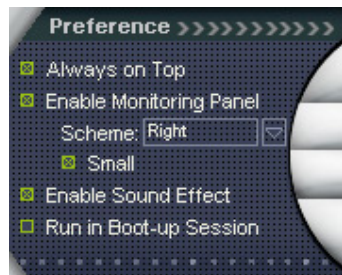 Preference >>>>>>>>>>>>
Always on Top
Enable Monitoring Panel
Scheme: Right
Small
Enable Sound Effect
Run in Boot-up Session